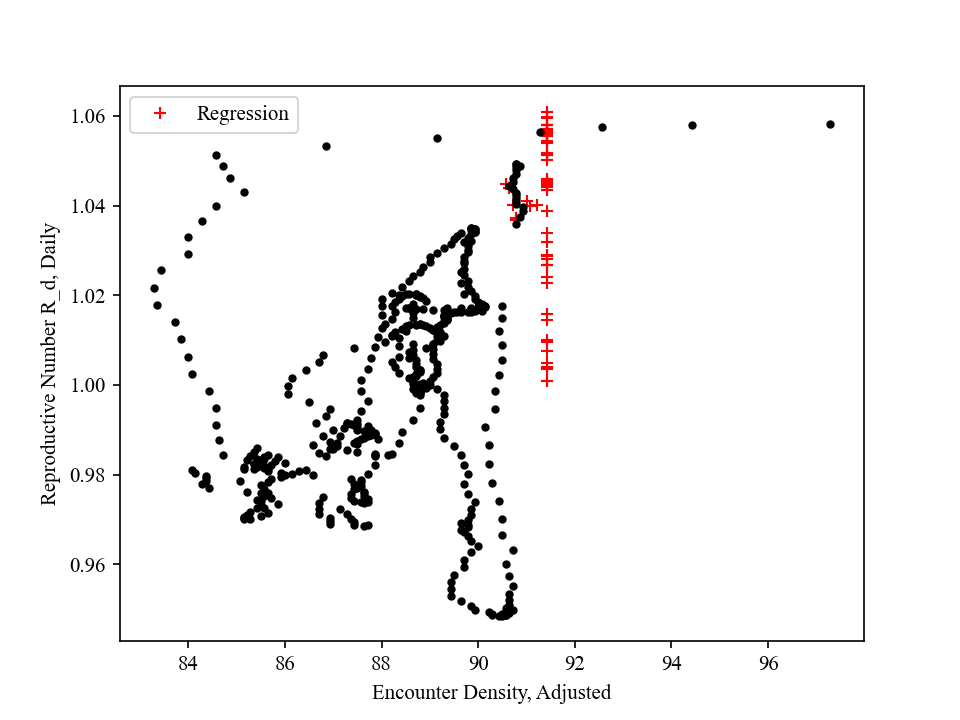 Regression
1.06
1.04
1.02
1.00
0.98
0.96
Reproductive Number R_d, Daily
84 86 88 90 92 94 96
Encounter Density, Adjusted